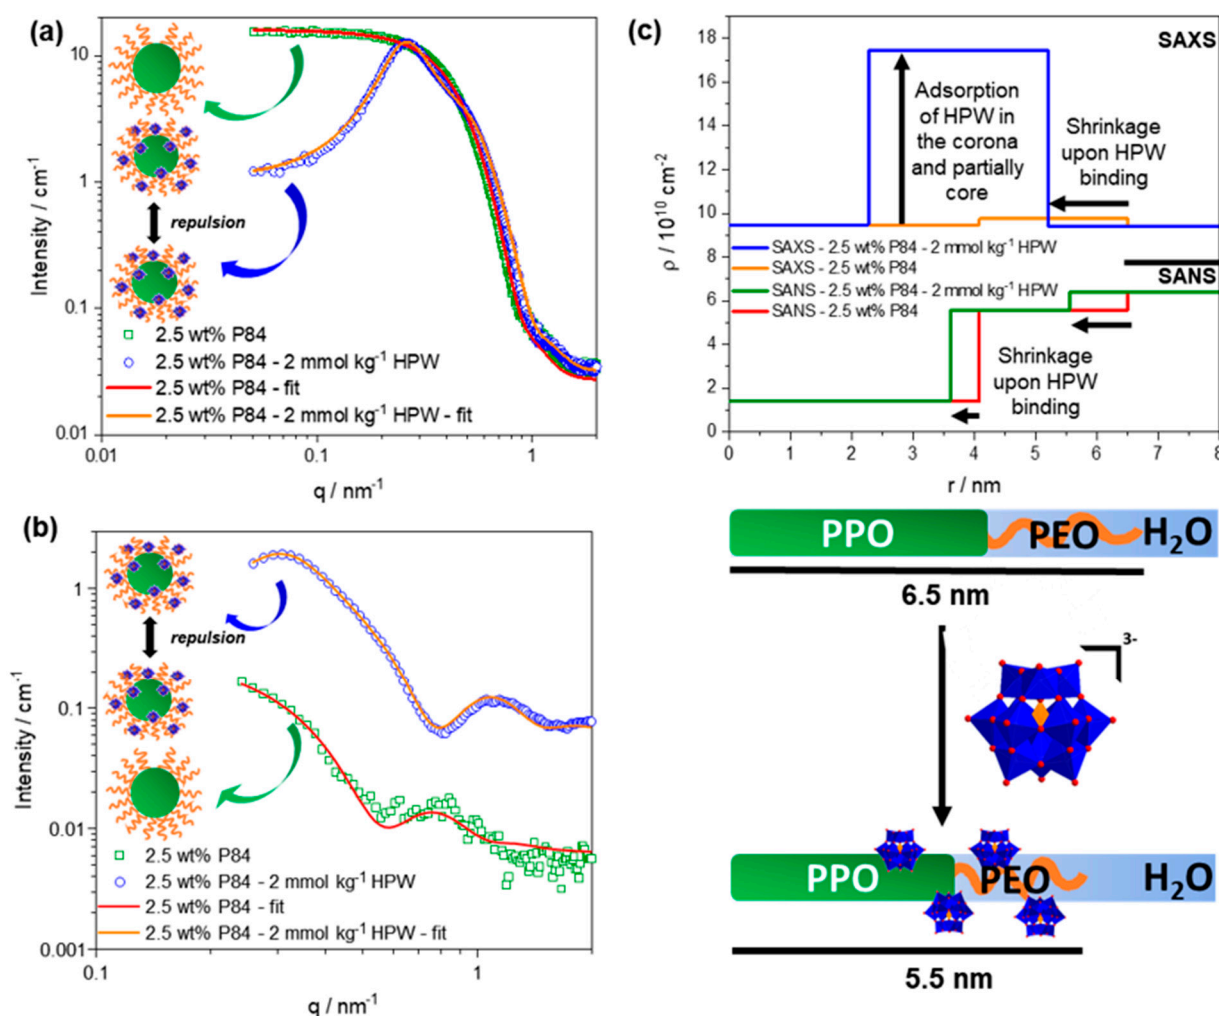 (a)
10
1
0.1
0.01
Intensity / cm-1
repulsion
2.5 wt% P84
2.5 wt% P84 - 2 mmol kg-1 HPW
2.5 wt% P84 - fit
2.5 wt% P84 - 2 mmol kg-1 HPW - fit
0.01
0.1
1
q / nm-1
(b)
1
0.1
0.01
0.001
Intensity / cm-1
repulsion
2.5 wt% P84
2.5 wt% P84 - 2 mmol kg-1 HPW
2.5 wt% P84 - fit
2.5 wt% P84 - 2 mmol kg-1 HPW - fit
0.1
1
q / nm-1
(c)
SAXS
18
16
14
12
10
8
6
4
2
0
ρ / 10^10 cm-2
Adsorption
of HPW in
the corona
and partially
core
Shrinkage
upon HPW
binding
SAXS - 2.5 wt% P84 - 2 mmol kg-1 HPW
SAXS - 2.5 wt% P84
SANS - 2.5 wt% P84 - 2 mmol kg-1 HPW
SANS - 2.5 wt% P84
SANS
Shrinkage
upon HPW
binding
0 1 2 3 4 5 6 7 8
r / nm
PPO PEO H2O
6.5 nm
3-
PPO PEO H2O
5.5 nm